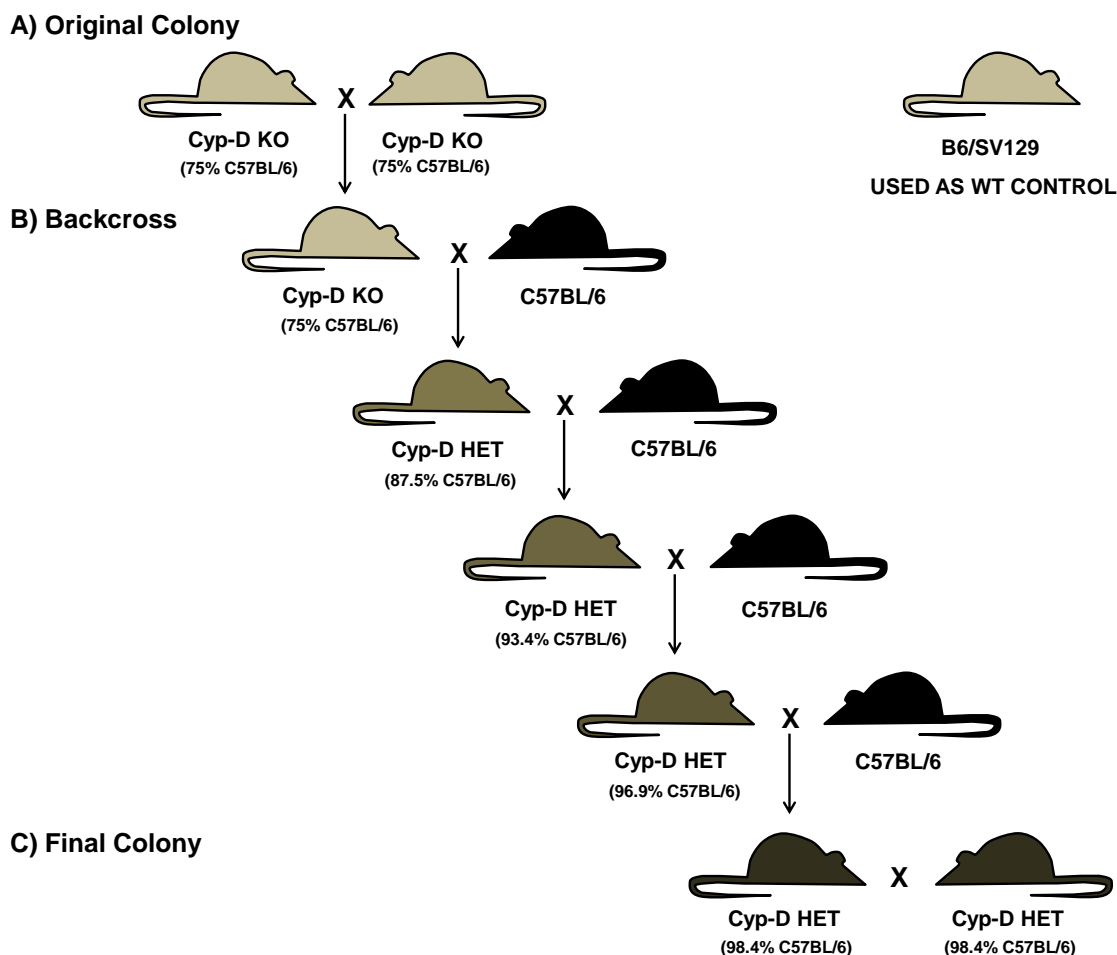 A) Original Colony
X
Cyp-D KO
(75% C57BL/6)
Cyp-D KO
(75% C57BL/6)
B6/SV129
USED AS WT CONTROL
B) Backcross
X
Cyp-D KO
(75% C57BL/6)
C57BL/6
X
Cyp-D HET
(87.5% C57BL/6)
C57BL/6
X
Cyp-D HET
(93.4% C57BL/6)
C57BL/6
X
Cyp-D HET
(96.9% C57BL/6)
C57BL/6
C) Final Colony
X
Cyp-D HET
(98.4% C57BL/6)
Cyp-D HET
(98.4% C57BL/6)